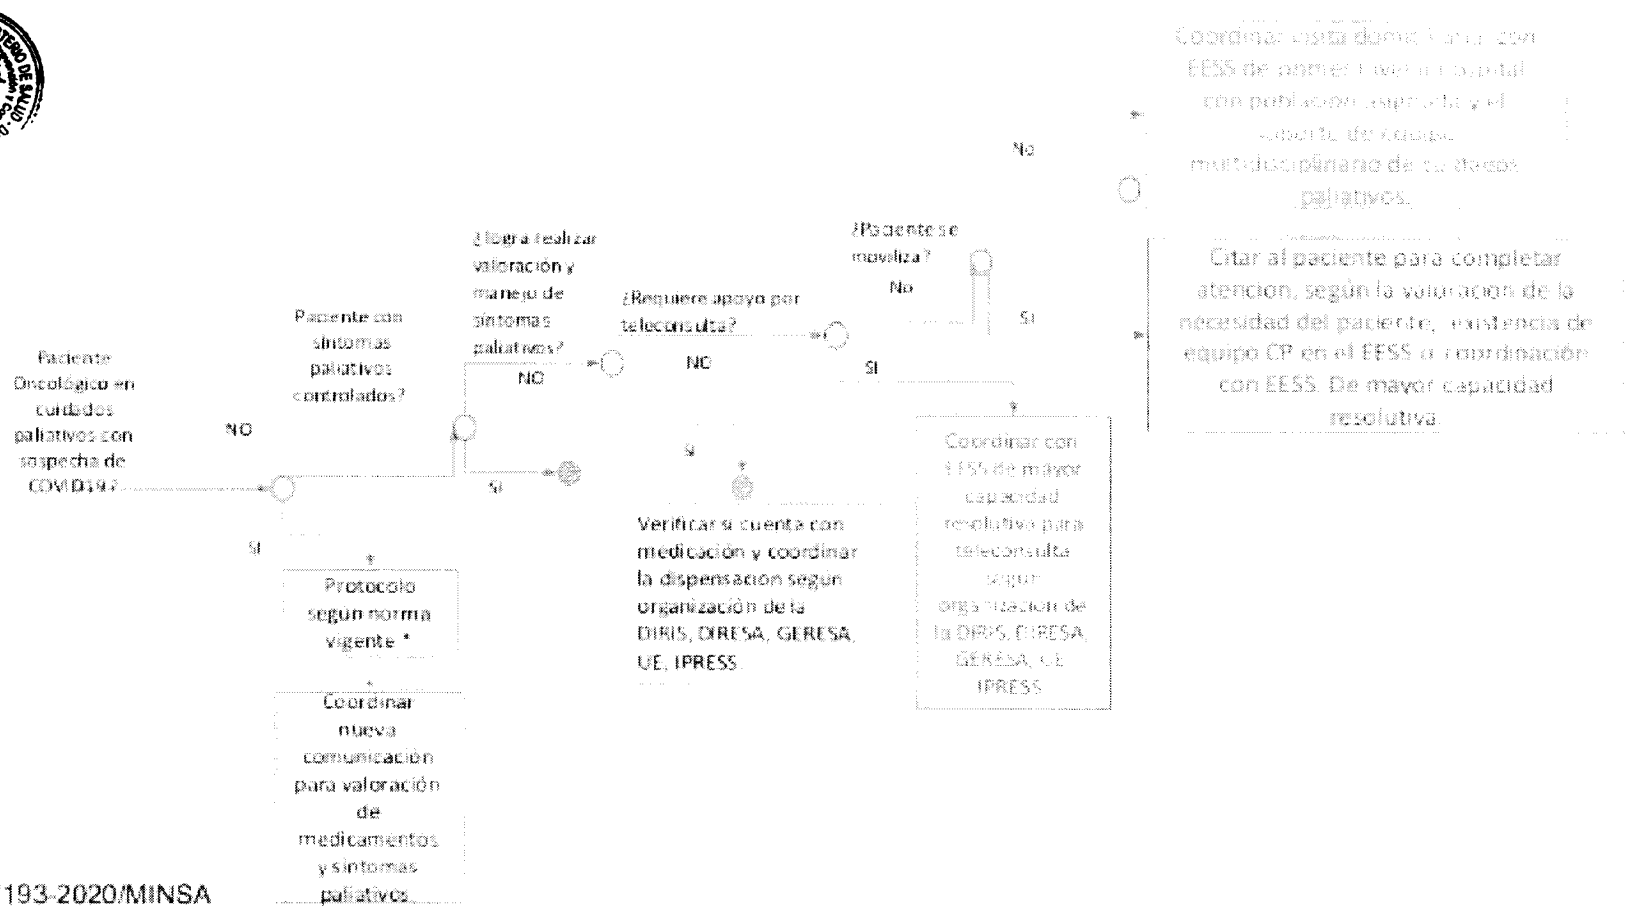 TERIO DE SALUD
Paciente
Oncológico en
cuidados
paliativos con
sospecha de
COVID19?
NO
SI
Protocolo
según norma
vigente *
Coordinar
nueva
comunicación
para valoración
de
medicamentos
y síntomas
paliativos
Paciente con
síntomas
paliativos
controlados?
NO
SI
¿logra realizar
valoración y
manejo de
síntomas
paliativos?
NO
SI
Verificar si cuenta con
medicación y coordinar
la dispensación según
organización de la
DIRIS, DIRESA, GERESA,
UE, IPRESS
¿Requiere apoyo por
teleconsulta?
No
SI
Coordinar con
EESS de mayor
capacidad
resolutiva para
teleconsulta
según
organización de
la DIRIS, DIRESA,
GERESA, UE
IPRESS
¿Paciente se
moviliza?
No
SI
Coordinar visita domiciliaria con
EESS de primer nivel u hospital
con población asignada y el
soporte de equipo
multidisciplinario de cuidados
paliativos.
Citar al paciente para completar
atención, según la valoración de la
necesidad del paciente, existencia de
equipo CP en el EESS o coordinación
con EESS. De mayor capacidad
resolutiva
193-2020/MINSA